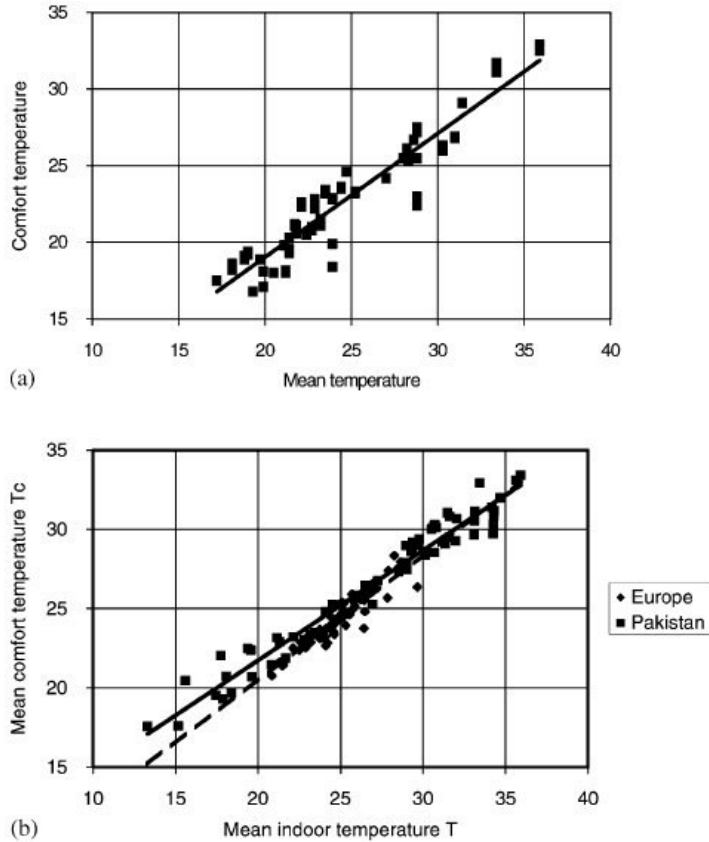 Comfort temperature
35
30
25
20
15
10 15 20 25 30 35 40
Mean temperature
(a)
Mean comfort temperature Tc
35
30
25
20
15
10 15 20 25 30 35 40
Mean indoor temperature T
Europe
Pakistan
(b)